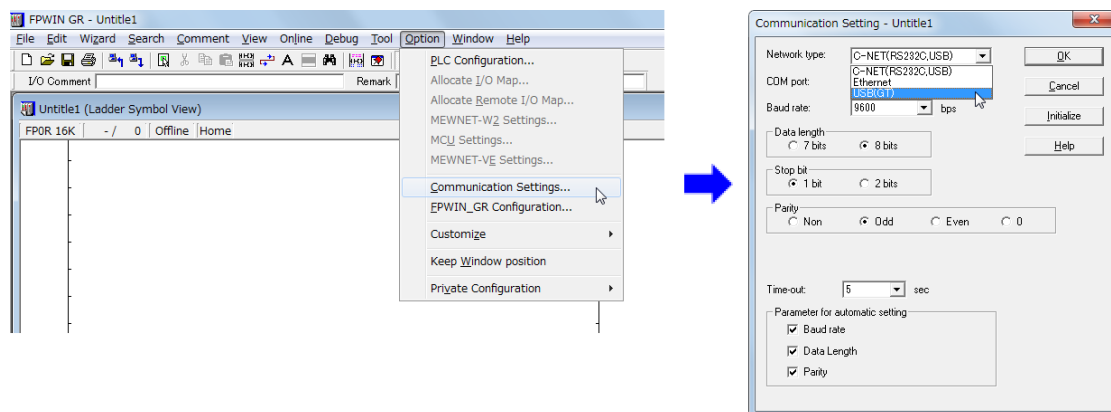 FPWIN GR - Untitle1
File Edit Wizard Search Comment View Online Debug Tool Option Window Help
I/O Comment Remark
Untitle1 (Ladder Symbol View)
FP0R 16K - / 0 Offline Home
PLC Configuration...
Allocate I/O Map...
Allocate Remote I/O Map...
MEWNET-W2 Settings...
MCU Settings...
MEWNET-VE Settings...
Communication Settings...
FPWIN_GR Configuration...
Customize
Keep Window position
Private Configuration
Communication Setting - Untitle1
Network type: C-NET(RS232C,USB) OK
C-NET(RS232C,USB)
COM port: Ethernet Cancel
USB(GT)
Baud rate: 9600 bps Initialize
Data length
7 bits 8 bits Help
Stop bit
1 bit 2 bits
Parity
Non Odd Even 0
Time-out: 5 sec
Parameter for automatic setting
Baud rate
Data Length
Parity